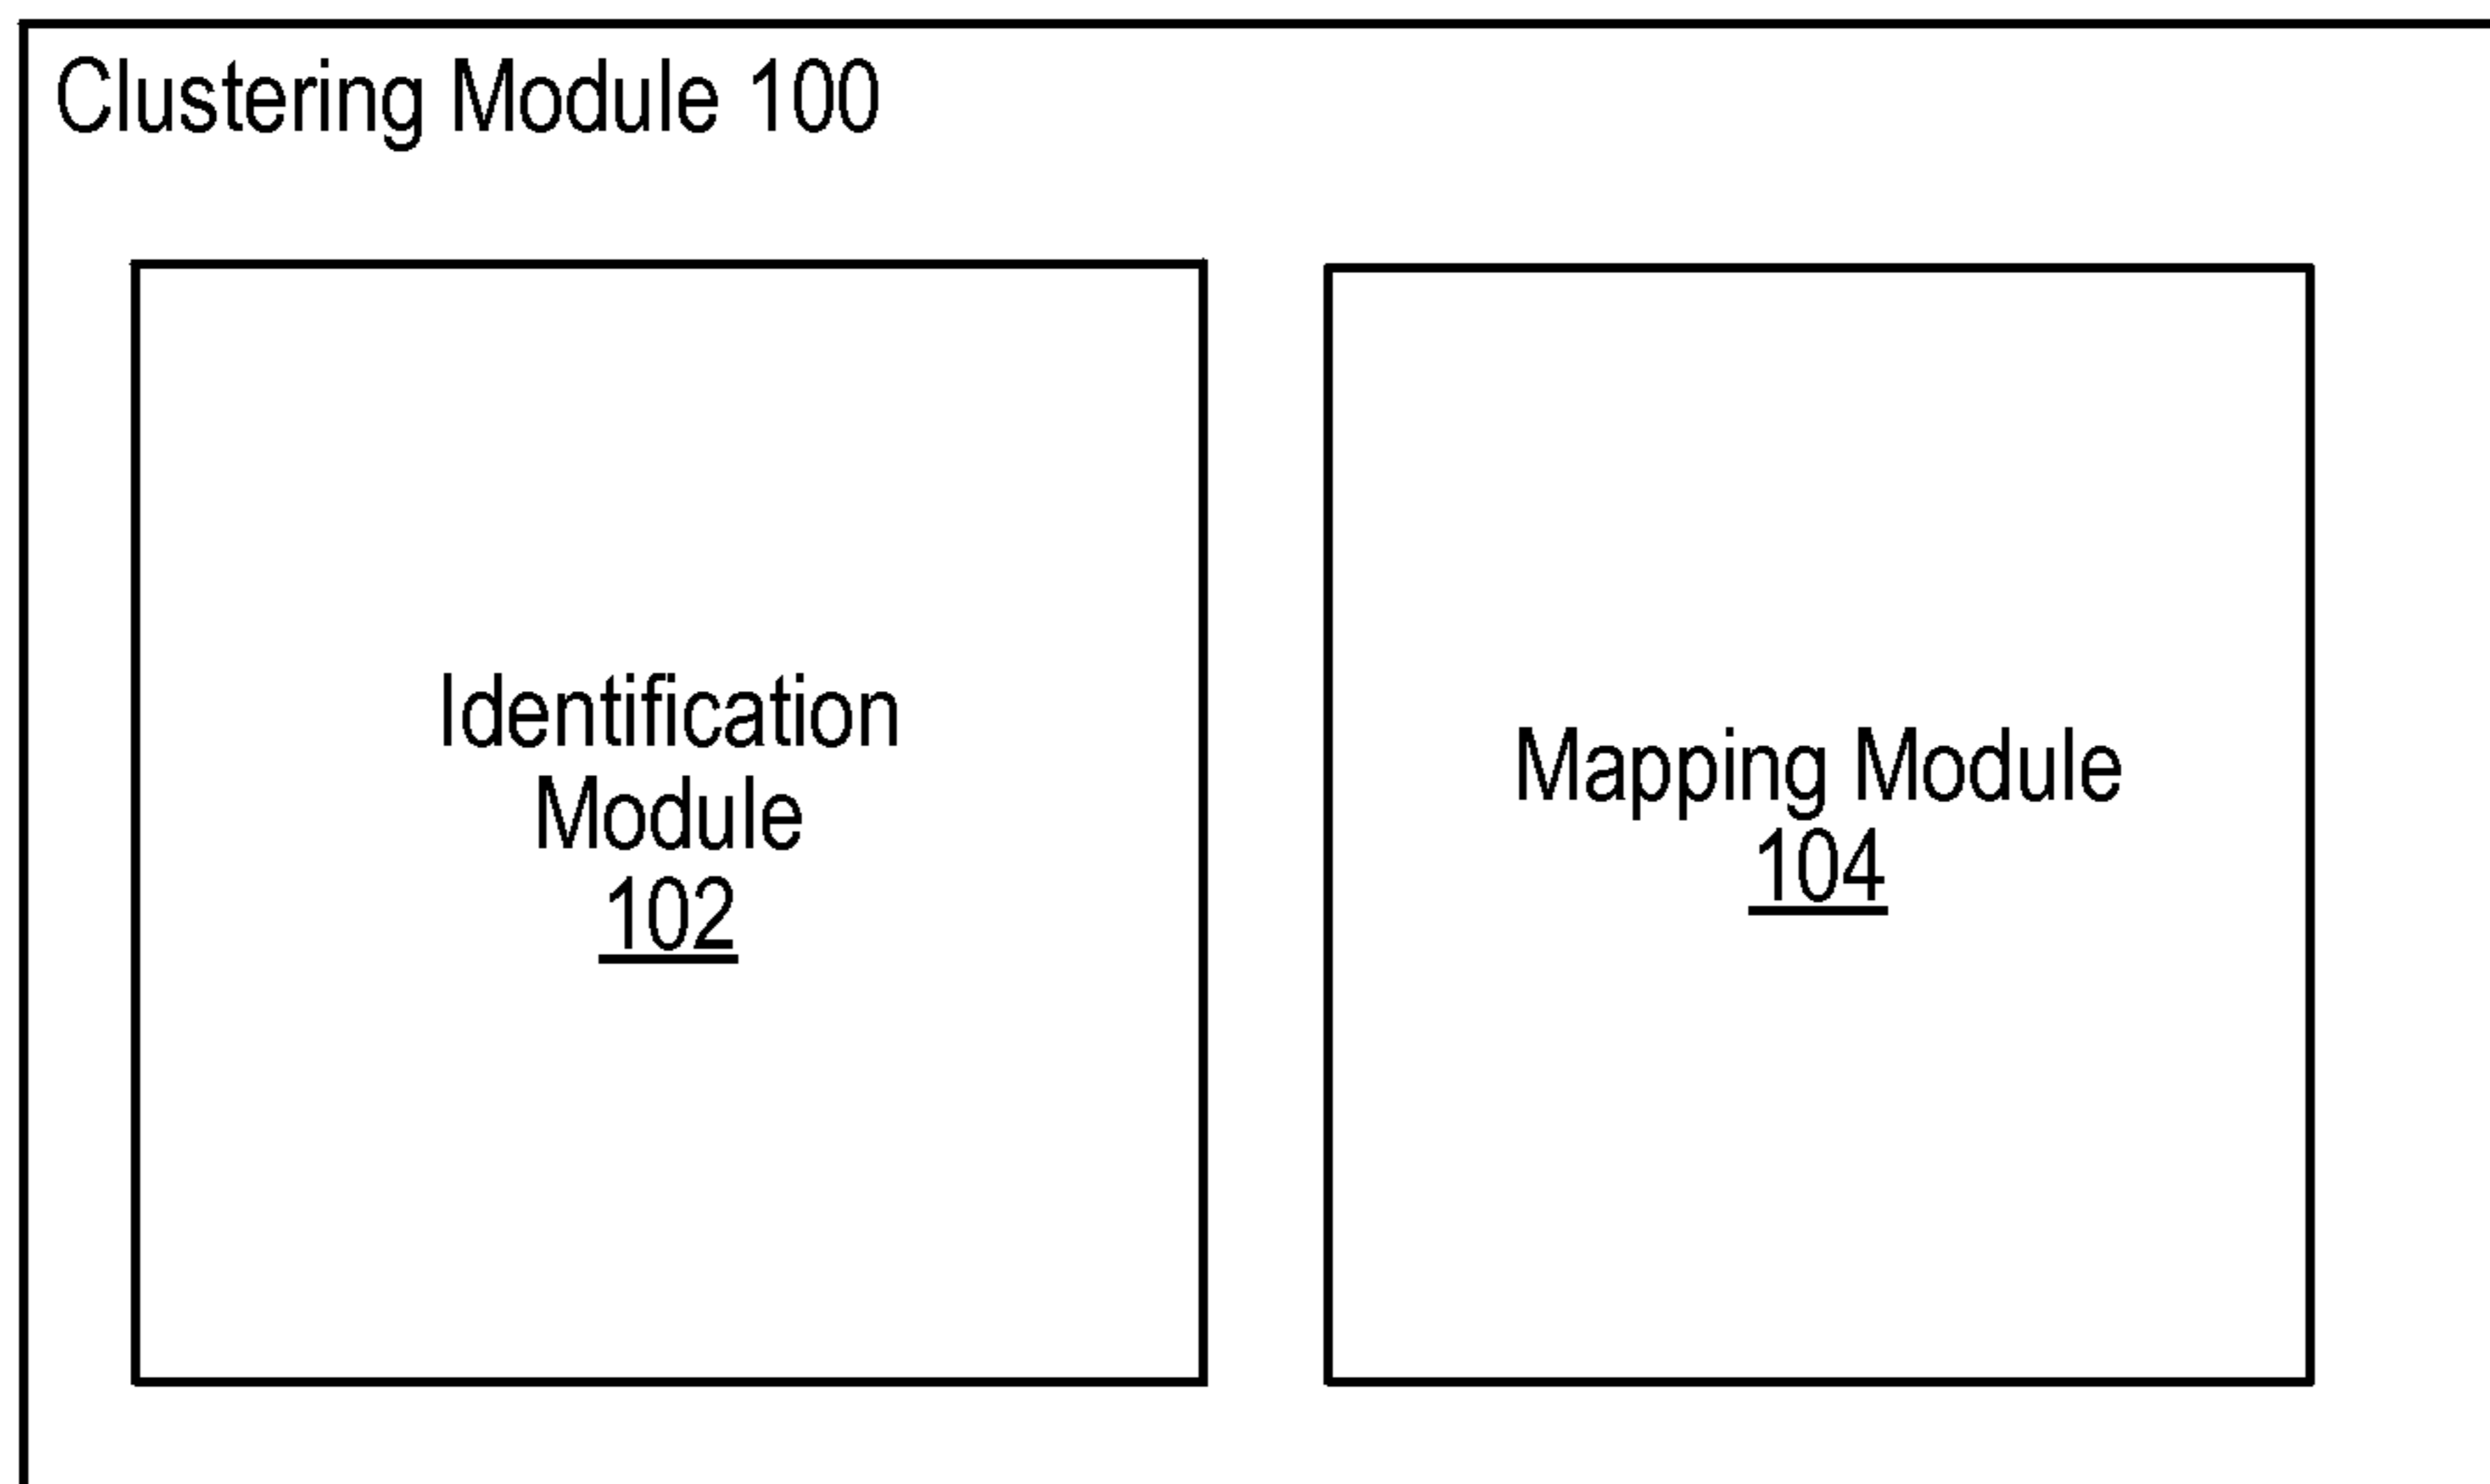 Clustering Module 100
Identification
Module
102
Mapping Module
104